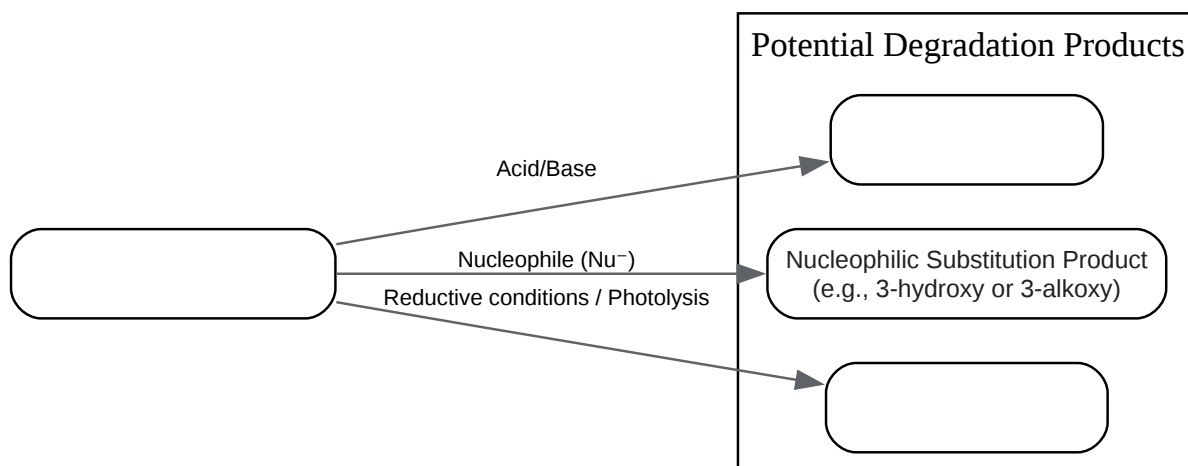 Potential Degradation Products
Acid/Base
Nucleophile (Nu⁻)
Nucleophilic Substitution Product
(e.g., 3-hydroxy or 3-alkoxy)
Reductive conditions / Photolysis